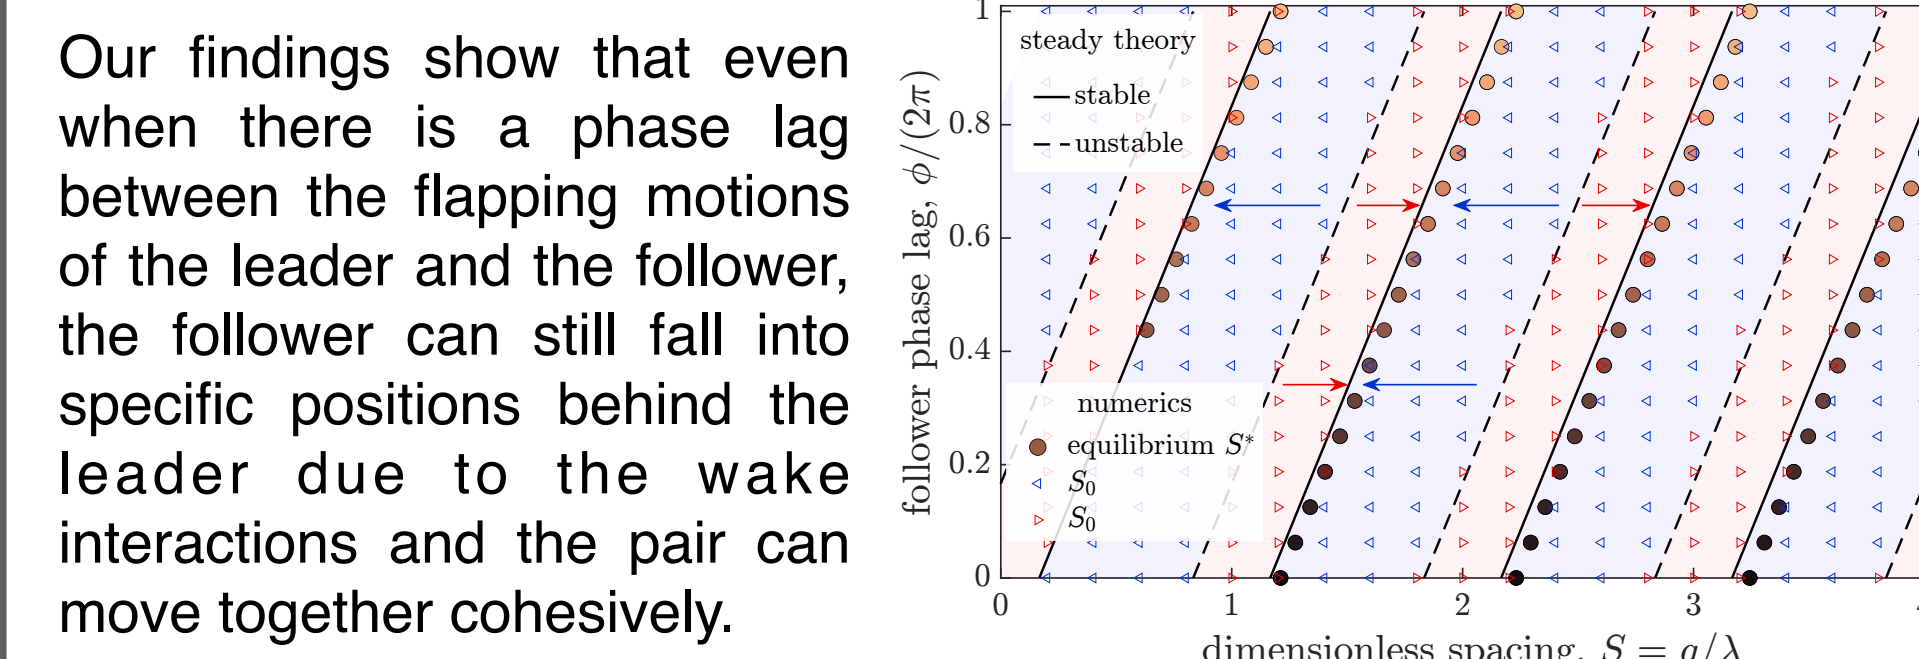 Our findings show that even
when there is a phase lag
between the flapping motions
of the leader and the follower,
the follower can still fall into
specific positions behind the
leader due to the wake
interactions and the pair can
move together cohesively.
follower phase lag, ϕ/(2π)
1
0.8
0.6
0.4
0.2
0
steady theory
stable
unstable
numerics
equilibrium S*
S₀
S₀
0 1 2 3
dimensionless spacing, S = g/λ